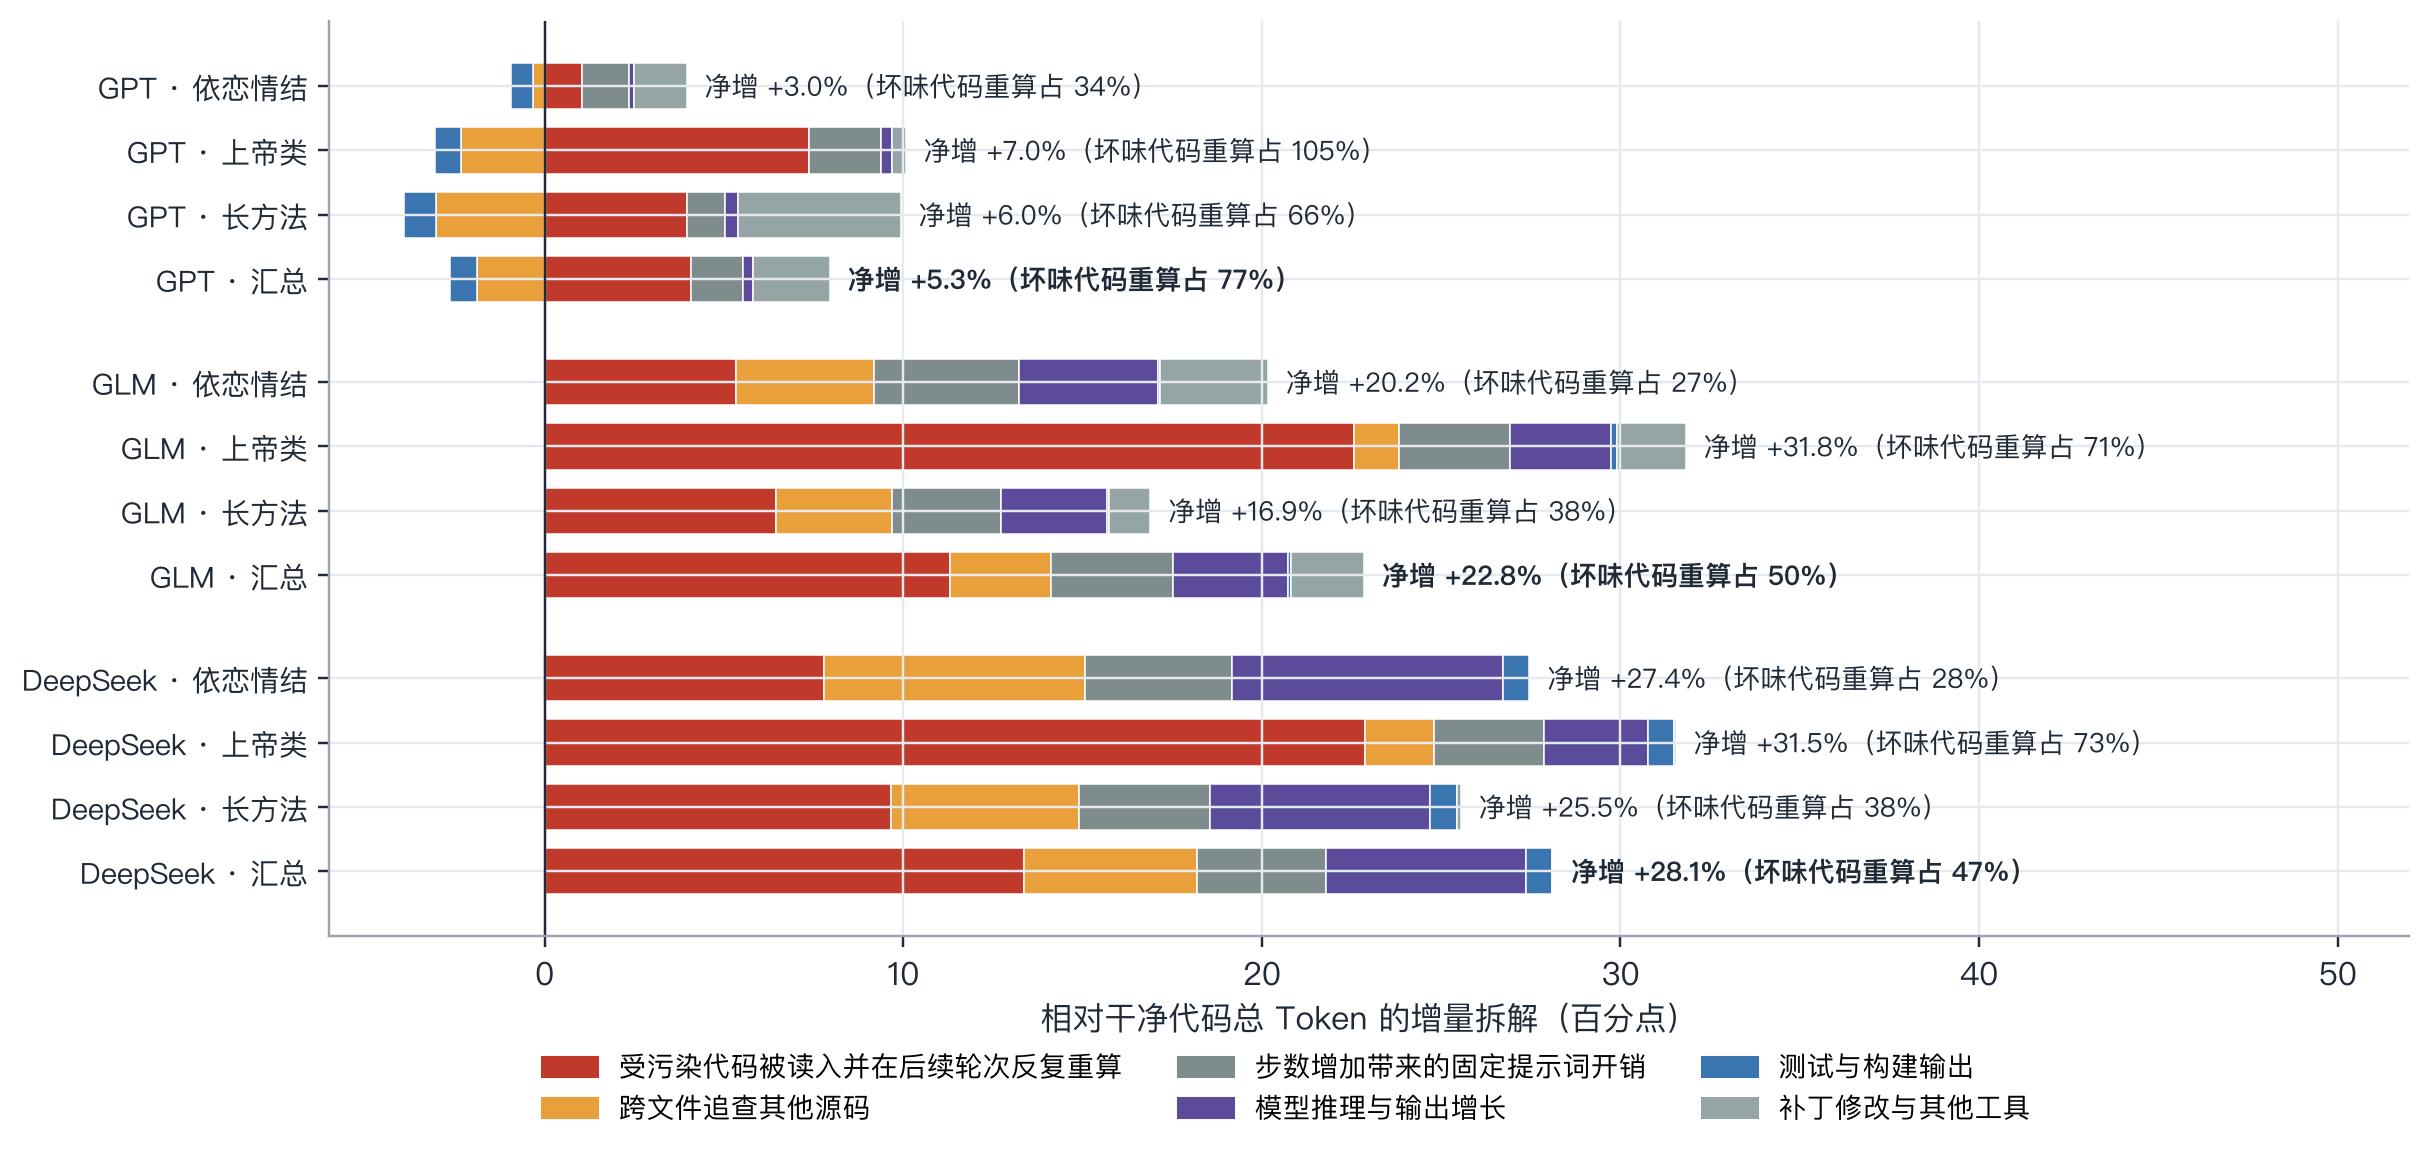 GPT · 依恋情结 净增 +3.0%（坏味代码重算占 34%）
GPT · 上帝类 净增 +7.0%（坏味代码重算占 105%）
GPT · 长方法 净增 +6.0%（坏味代码重算占 66%）
GPT · 汇总 净增 +5.3%（坏味代码重算占 77%）
GLM · 依恋情结 净增 +20.2%（坏味代码重算占 27%）
GLM · 上帝类 净增 +31.8%（坏味代码重算占 71%）
GLM · 长方法 净增 +16.9%（坏味代码重算占 38%）
GLM · 汇总 净增 +22.8%（坏味代码重算占 50%）
DeepSeek · 依恋情结 净增 +27.4%（坏味代码重算占 28%）
DeepSeek · 上帝类 净增 +31.5%（坏味代码重算占 73%）
DeepSeek · 长方法 净增 +25.5%（坏味代码重算占 38%）
DeepSeek · 汇总 净增 +28.1%（坏味代码重算占 47%）
0 10 20 30 40 50
相对干净代码总 Token 的增量拆解（百分点）
受污染代码被读入并在后续轮次反复重算 步数增加带来的固定提示词开销 测试与构建输出
跨文件追查其他源码 模型推理与输出增长 补丁修改与其他工具